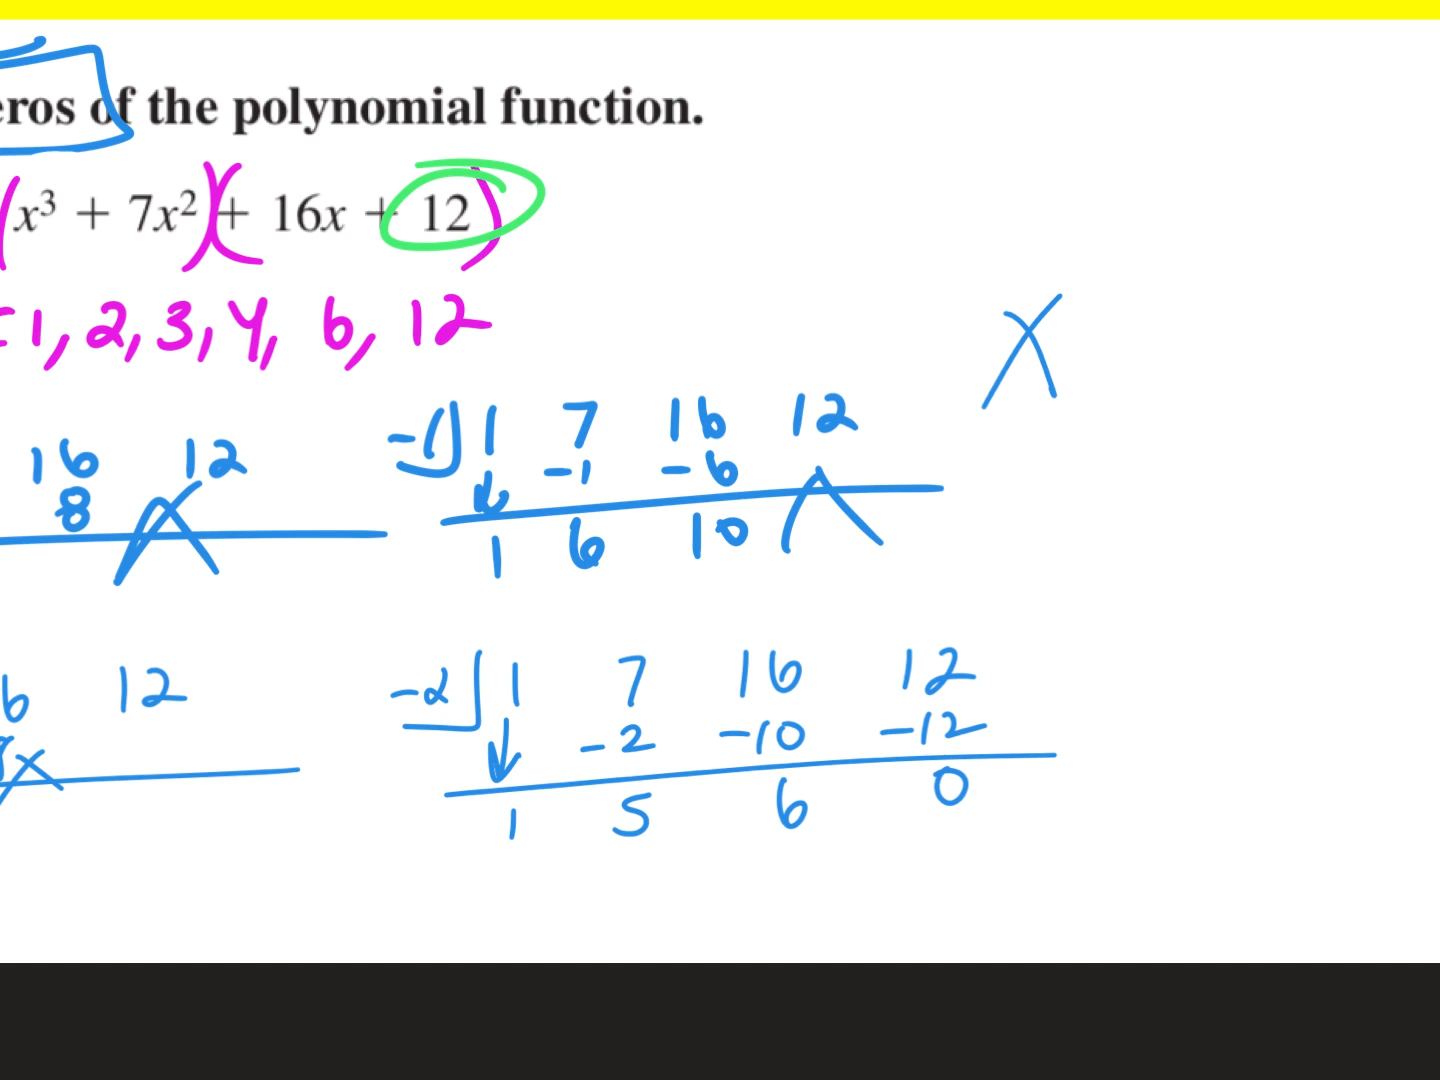 of the polynomial function.
(x³ + 7x²)(+ 16x + 12)
1, 2, 3, 4, 6, 12
16 12
8
-1 1 7 16 12
-1 -6
1 6 10
12
-2 1 7 16 12
-2 -10 -12
1 5 6 0